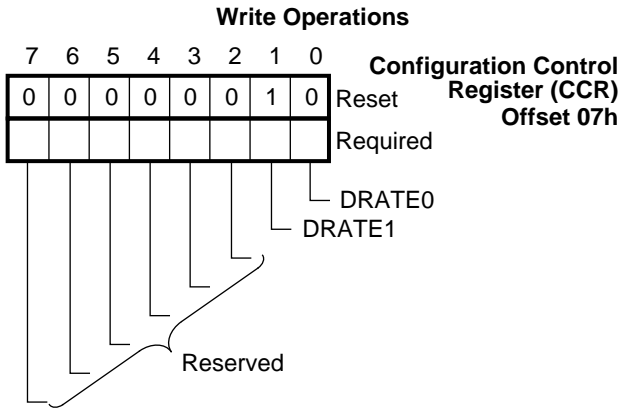 Write Operations
7 6 5 4 3 2 1 0
Configuration Control
Register (CCR)
Offset 07h
0 0 0 0 0 0 1 0 Reset
Required
DRATE0
DRATE1
Reserved